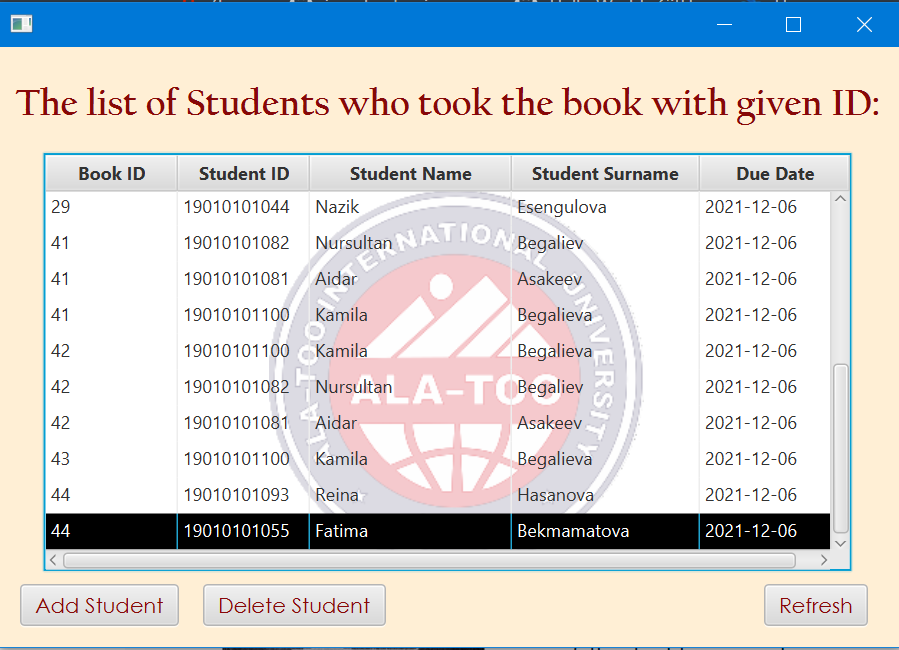 The list of Students who took the book with given ID:
Book ID Student ID Student Name Student Surname Due Date
29 19010101044 Nazik Esengulova 2021-12-06
41 19010101082 Nursultan Begaliev 2021-12-06
41 19010101081 Aidar Asakeev 2021-12-06
41 19010101100 Kamila Begalieva 2021-12-06
42 19010101100 Kamila Begalieva 2021-12-06
42 19010101082 Nursultan Begaliev 2021-12-06
42 19010101081 Aidar Asakeev 2021-12-06
43 19010101100 Kamila Begalieva 2021-12-06
44 19010101093 Reina Hasanova 2021-12-06
44 19010101055 Fatima Bekmamatova 2021-12-06
ALA-TOO INTERNATIONAL UNIVERSITY
ALA-TOO
Add Student Delete Student Refresh